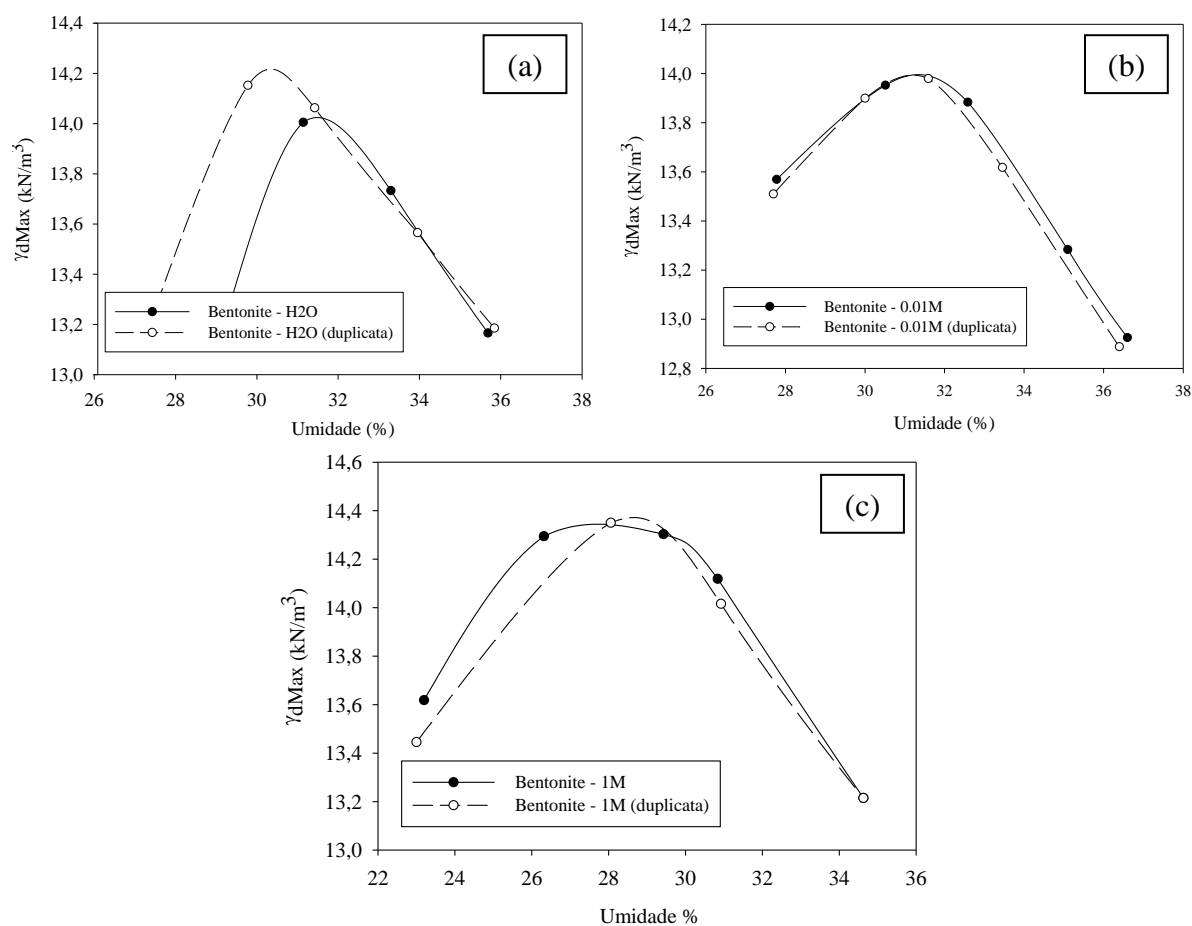 (a)
14,4
14,2
14,0
13,8
13,6
13,4
13,2
13,0
γdMax (kN/m³)
Bentonite - H2O
Bentonite - H2O (duplicata)
26 28 30 32 34 36 38
Umidade (%)
(b)
14,2
14,0
13,8
13,6
13,4
13,2
13,0
12,8
γdMax (kN/m³)
Bentonite - 0.01M
Bentonite - 0.01M (duplicata)
26 28 30 32 34 36 38
Umidade (%)
(c)
14,6
14,4
14,2
14,0
13,8
13,6
13,4
13,2
13,0
γdMax (kN/m³)
Bentonite - 1M
Bentonite - 1M (duplicata)
22 24 26 28 30 32 34 36
Umidade %